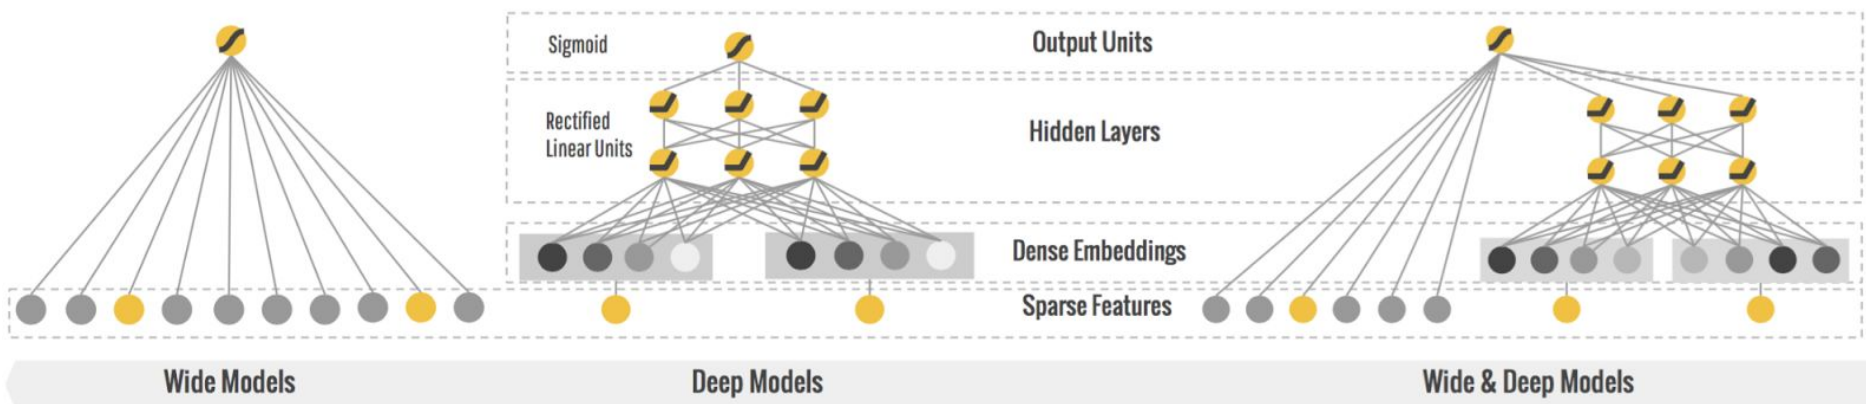 Sigmoid
Output Units
Rectified
Linear Units
Hidden Layers
Dense Embeddings
Sparse Features
Wide Models
Deep Models
Wide & Deep Models